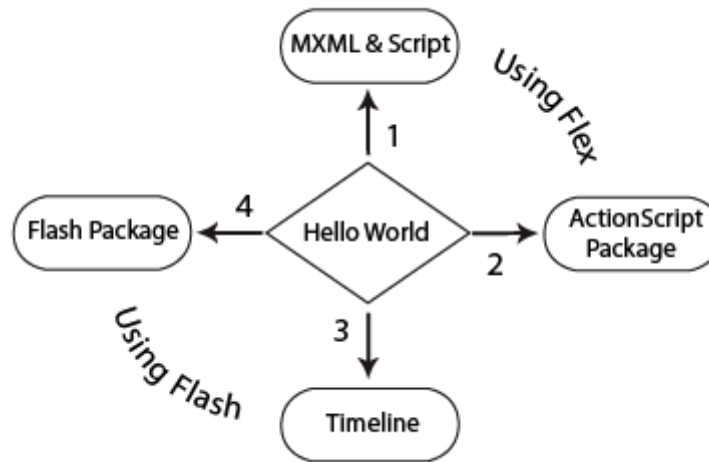 MXML & Script
Using Flex
1
4
Flash Package
Hello World
ActionScript
Package
2
3
Using Flash
Timeline